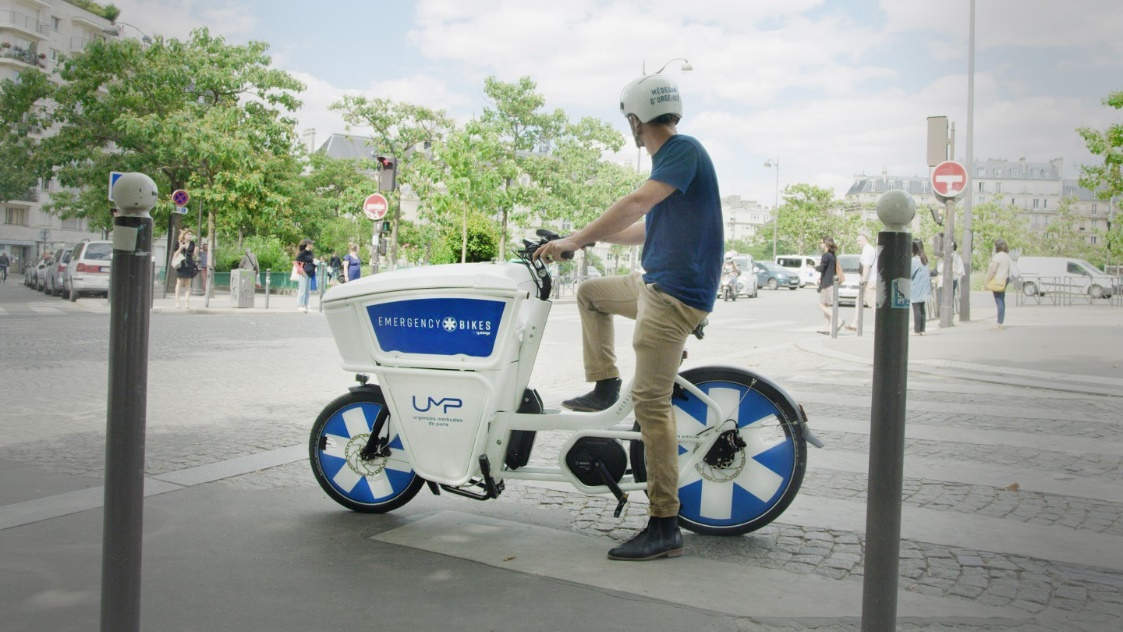 MÉDECIN
D'URGENCE
EMERGENCY BIKES
UMP
urgences médicales
de paris